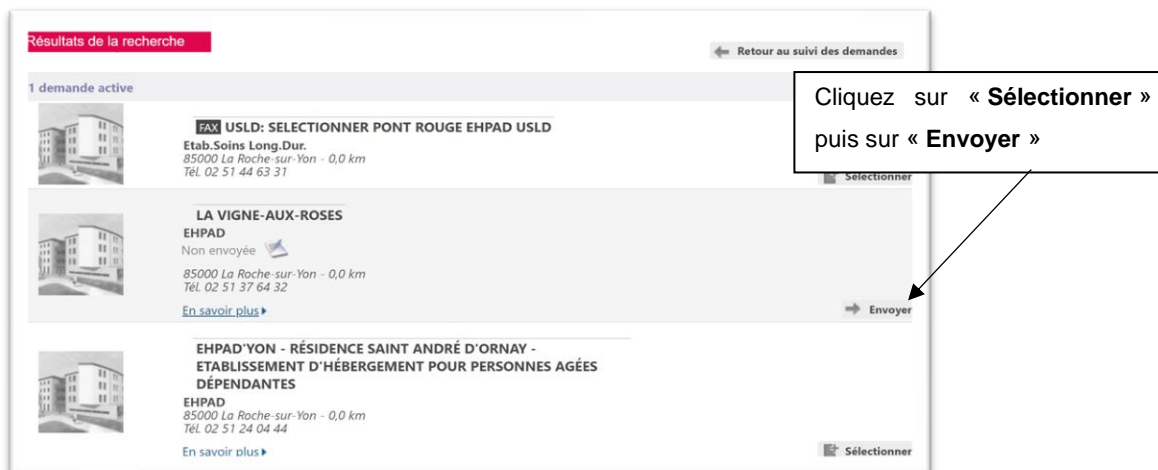 Résultats de la recherche
Retour au suivi des demandes
1 demande active
Cliquez sur « Sélectionner »
puis sur « Envoyer »
FAX USLD: SELECTIONNER PONT ROUGE EHPAD USLD
Etab.Soins Long.Dur.
85000 La Roche-sur-Yon - 0,0 km
Tél. 02 51 44 63 31
Sélectionner
LA VIGNE-AUX-ROSES
EHPAD
Non envoyée
85000 La Roche-sur-Yon - 0,0 km
Tél. 02 51 37 64 32
En savoir plus
Envoyer
EHPAD'YON - RÉSIDENCE SAINT ANDRÉ D'ORNAY -
ETABLISSEMENT D'HÉBERGEMENT POUR PERSONNES AGÉES
DÉPENDANTES
EHPAD
85000 La Roche-sur-Yon - 0,0 km
Tél. 02 51 24 04 44
En savoir plus
Sélectionner